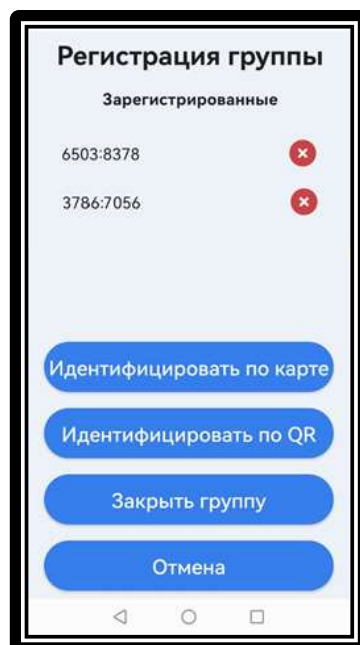 Регистрация группы
Зарегистрированные
6503:8378
3786:7056
Идентифицировать по карте
Идентифицировать по QR
Закрыть группу
Отмена